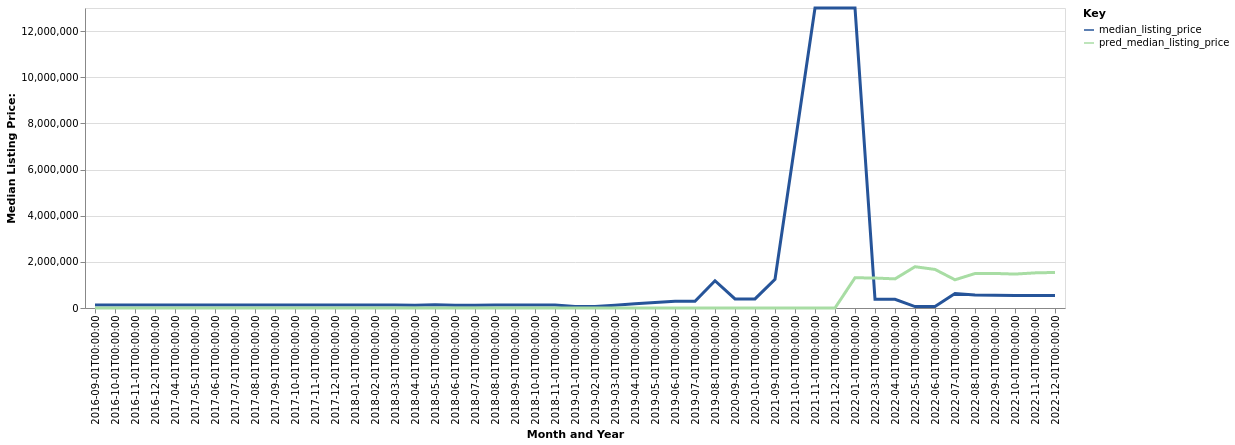 Key
median_listing_price
pred_median_listing_price
Median Listing Price:
12,000,000
10,000,000
8,000,000
6,000,000
4,000,000
2,000,000
0
2016-09-01T00:00:00
2016-10-01T00:00:00
2016-11-01T00:00:00
2016-12-01T00:00:00
2017-04-01T00:00:00
2017-05-01T00:00:00
2017-06-01T00:00:00
2017-07-01T00:00:00
2017-08-01T00:00:00
2017-09-01T00:00:00
2017-10-01T00:00:00
2017-11-01T00:00:00
2017-12-01T00:00:00
2018-01-01T00:00:00
2018-02-01T00:00:00
2018-03-01T00:00:00
2018-04-01T00:00:00
2018-05-01T00:00:00
2018-06-01T00:00:00
2018-07-01T00:00:00
2018-08-01T00:00:00
2018-09-01T00:00:00
2018-10-01T00:00:00
2018-11-01T00:00:00
2019-01-01T00:00:00
2019-02-01T00:00:00
2019-03-01T00:00:00
2019-04-01T00:00:00
2019-05-01T00:00:00
2019-06-01T00:00:00
2019-07-01T00:00:00
2019-08-01T00:00:00
2020-09-01T00:00:00
2020-10-01T00:00:00
2021-09-01T00:00:00
2021-10-01T00:00:00
2021-11-01T00:00:00
2021-12-01T00:00:00
2022-01-01T00:00:00
2022-03-01T00:00:00
2022-04-01T00:00:00
2022-05-01T00:00:00
2022-06-01T00:00:00
2022-07-01T00:00:00
2022-08-01T00:00:00
2022-09-01T00:00:00
2022-10-01T00:00:00
2022-11-01T00:00:00
2022-12-01T00:00:00
Month and Year